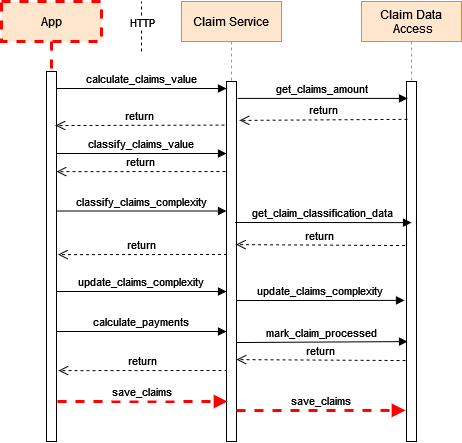 App
HTTP
Claim Service
Claim Data
Access
calculate_claims_value
get_claims_amount
return
return
classify_claims_value
return
classify_claims_complexity
get_claim_classification_data
return
return
update_claims_complexity
update_claims_complexity
calculate_payments
mark_claim_processed
return
return
save_claims
save_claims